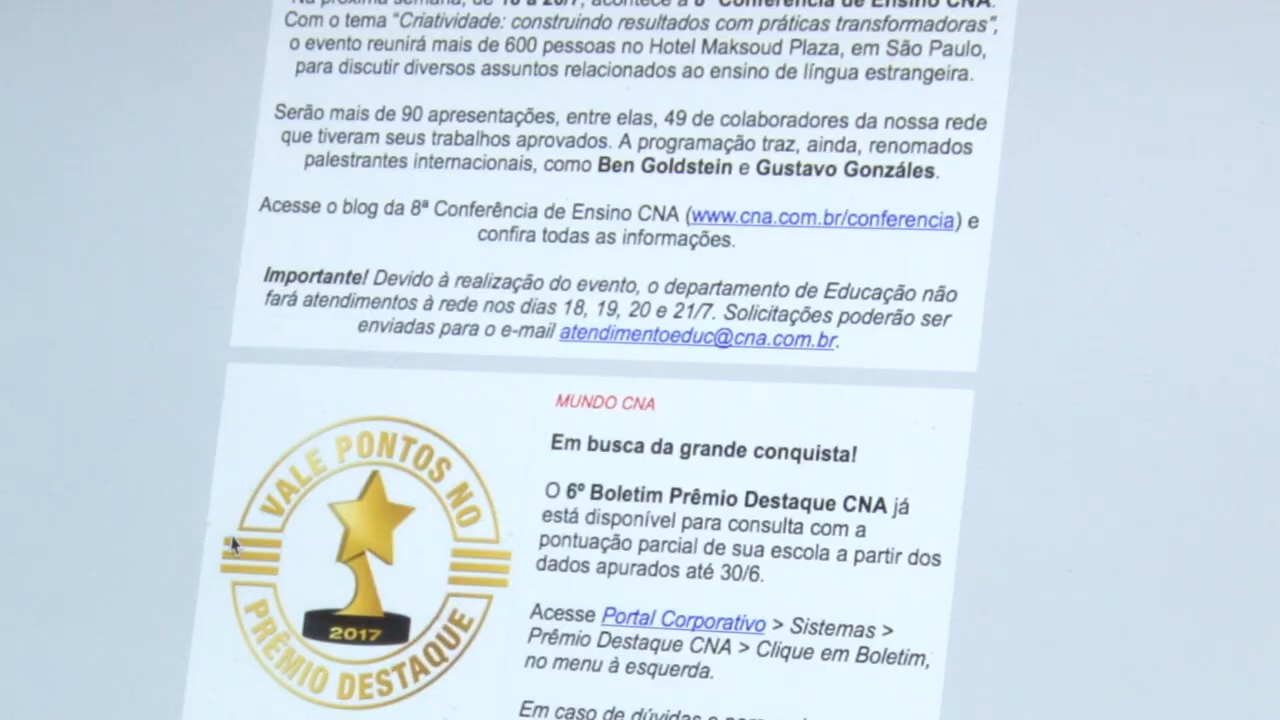 Conferência de Ensino CNA.
Com o tema “Criatividade: construindo resultados com práticas transformadoras”,
o evento reunirá mais de 600 pessoas no Hotel Maksoud Plaza, em São Paulo,
para discutir diversos assuntos relacionados ao ensino de língua estrangeira.
Serão mais de 90 apresentações, entre elas, 49 de colaboradores da nossa rede
que tiveram seus trabalhos aprovados. A programação traz, ainda, renomados
palestrantes internacionais, como Ben Goldstein e Gustavo Gonzáles.
Acesse o blog da 8ª Conferência de Ensino CNA (www.cna.com.br/conferencia) e
confira todas as informações.
Importante! Devido à realização do evento, o departamento de Educação não
fará atendimentos à rede nos dias 18, 19, 20 e 21/7. Solicitações poderão ser
enviadas para o e-mail atendimentoeduc@cna.com.br.
MUNDO CNA
Em busca da grande conquista!
O 6º Boletim Prêmio Destaque CNA já
está disponível para consulta com a
pontuação parcial de sua escola a partir dos
dados apurados até 30/6.
Acesse Portal Corporativo > Sistemas >
Prêmio Destaque CNA > Clique em Boletim,
no menu à esquerda.
Em caso de dúvidas
VALE PONTOS NO
2017
PRÊMIO DESTAQUE